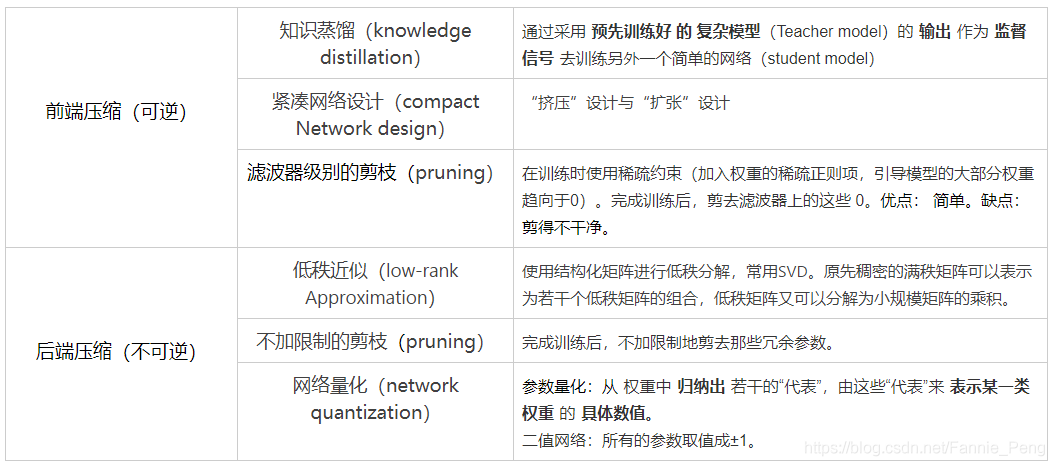 前端压缩（可逆）
知识蒸馏（knowledge
distillation）
通过采用 预先训练好 的 复杂模型（Teacher model）的 输出 作为 监督
信号 去训练另外一个简单的网络（student model）
紧凑网络设计（compact
Network design）
“挤压”设计与“扩张”设计
滤波器级别的剪枝（pruning）
在训练时使用稀疏约束（加入权重的稀疏正则项，引导模型的大部分权重
趋向于0）。完成训练后，剪去滤波器上的这些 0。优点： 简单。缺点：
剪得不干净。
后端压缩（不可逆）
低秩近似（low-rank
Approximation）
使用结构化矩阵进行低秩分解，常用SVD。原先稠密的满秩矩阵可以表示
为若干个低秩矩阵的组合，低秩矩阵又可以分解为小规模矩阵的乘积。
不加限制的剪枝（pruning）
完成训练后，不加限制地剪去那些冗余参数。
网络量化（network
quantization）
参数量化：从 权重中 归纳出 若干的“代表”，由这些“代表”来 表示某一类
权重 的 具体数值。
二值网络：所有的参数取值成±1。
https://blog.csdn.net/Fannie_Peng